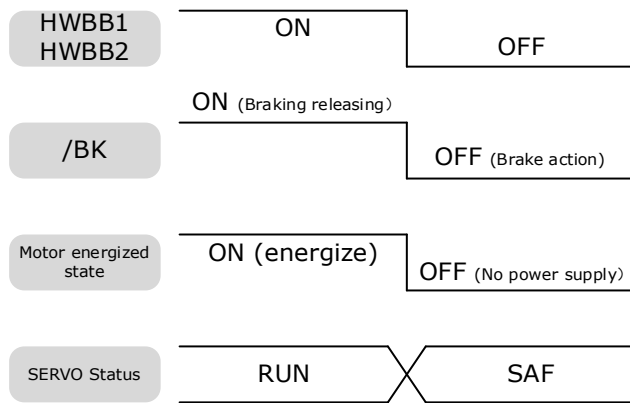 HWBB1
HWBB2
ON
OFF
ON (Braking releasing）
/BK
OFF (Brake action)
Motor energized
state
ON (energize)
OFF (No power supply）
SERVO Status
RUN
SAF